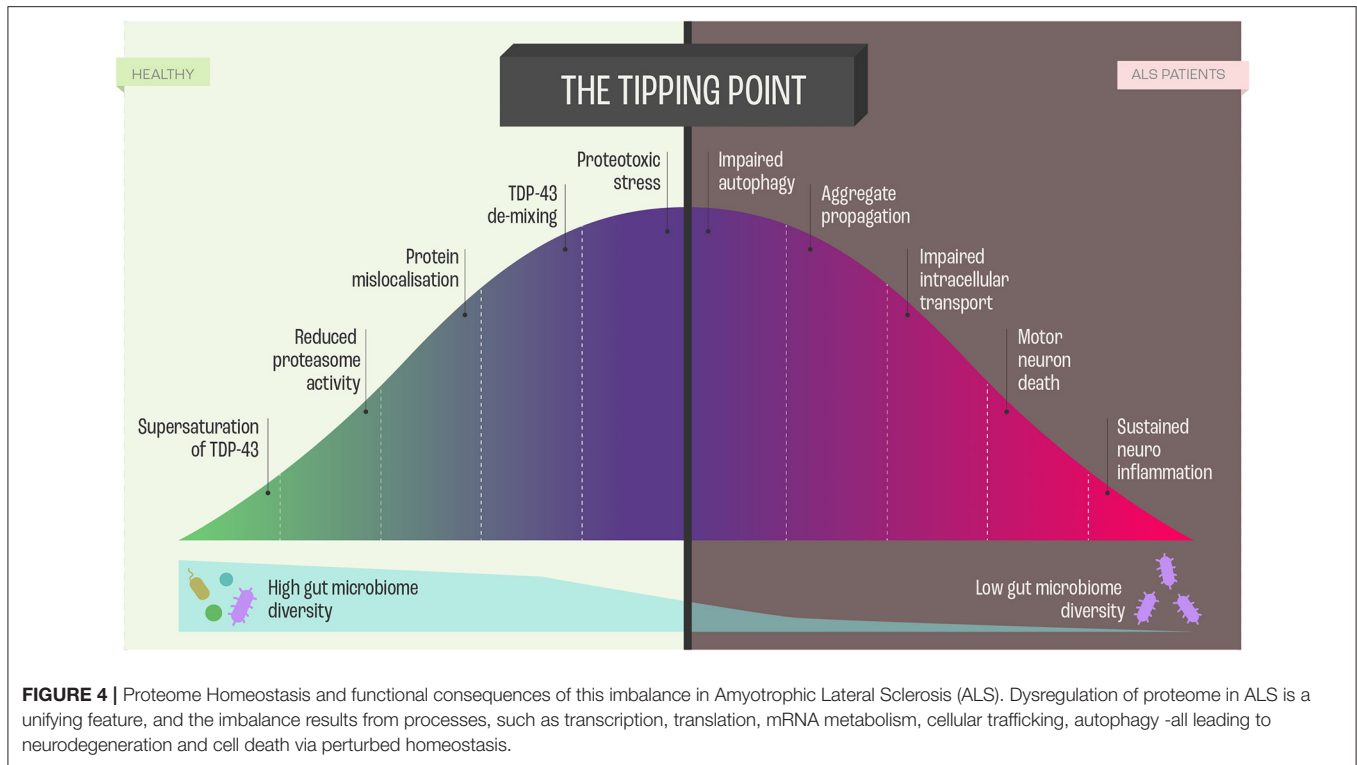 HEALTHY
THE TIPPING POINT
ALS PATIENTS
Proteotoxic
stress
Impaired
autophagy
TDP-43
de-mixing
Aggregate
propagation
Protein
mislocalisation
Impaired
intracellular
transport
Reduced
proteasome
activity
Motor
neuron
death
Supersaturation
of TDP-43
Sustained
neuro
inflammation
High gut microbiome
diversity
Low gut microbiome
diversity
FIGURE 4 | Proteome Homeostasis and functional consequences of this imbalance in Amyotrophic Lateral Sclerosis (ALS). Dysregulation of proteome in ALS is a
unifying feature, and the imbalance results from processes, such as transcription, translation, mRNA metabolism, cellular trafficking, autophagy -all leading to
neurodegeneration and cell death via perturbed homeostasis.